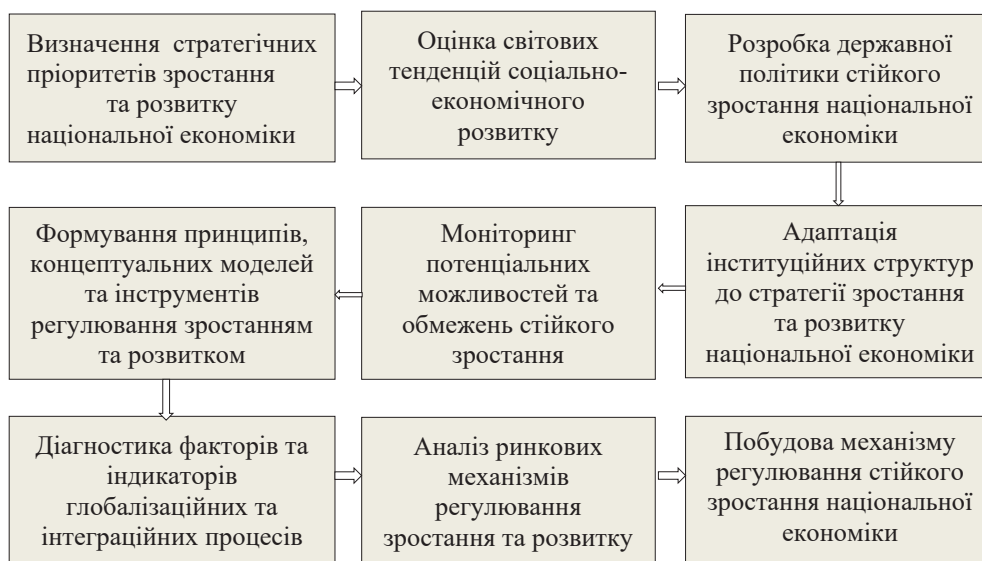 Визначення стратегічних
пріоритетів зростання
та розвитку
національної економіки
Оцінка світових
тенденцій соціально-
економічного
розвитку
Розробка державної
політики стійкого
зростання національної
економіки
Адаптація
інституційних структур
до стратегії зростання
та розвитку
національної економіки
Моніторинг
потенціальних
можливостей та
обмежень стійкого
зростання
Формування принципів,
концептуальних моделей
та інструментів
регулювання зростанням
та розвитком
Діагностика факторів та
індикаторів
глобалізаційних та
інтеграційних процесів
Аналіз ринкових
механізмів
регулювання
зростання та розвитку
Побудова механізму
регулювання стійкого
зростання національної
економіки